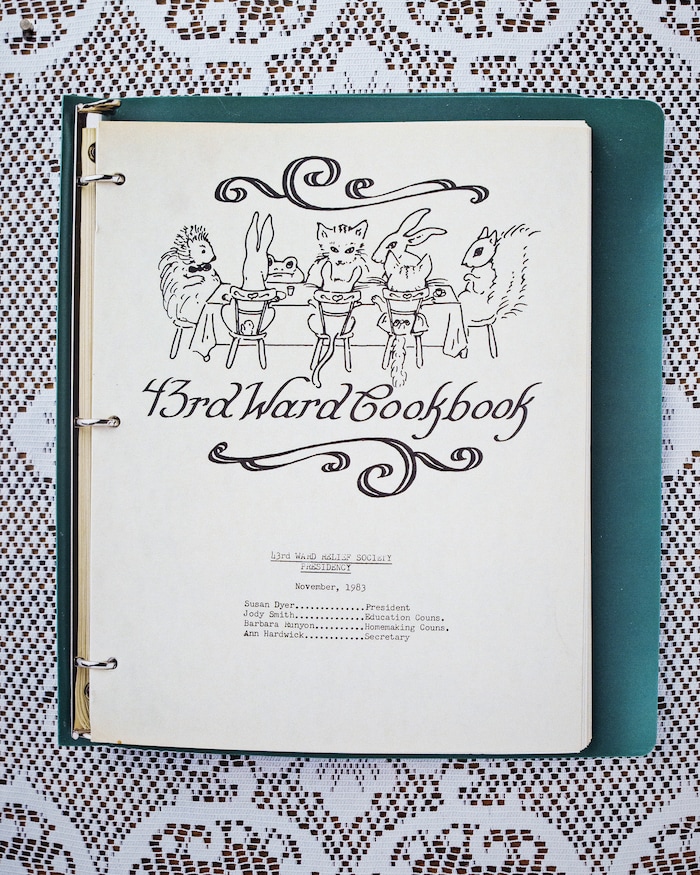 43rd Ward Cookbook
43rd WARD RELIEF SOCIETY
PRESIDENCY
November, 1983
Susan Dyer..............President
Jody Smith..............Education Couns.
Barbara Runyon..........Homemaking Couns.
Ann Hardwick............Secretary